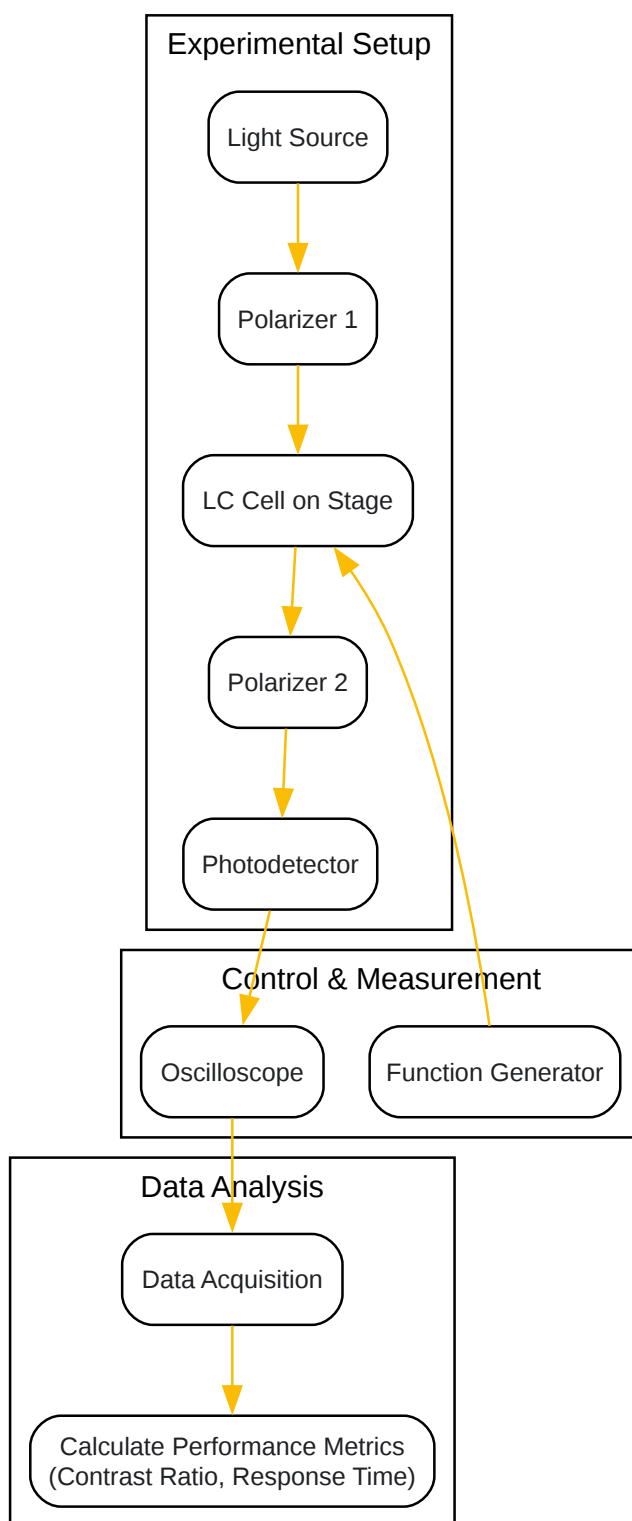 Experimental Setup
Light Source
Polarizer 1
LC Cell on Stage
Polarizer 2
Photodetector
Control & Measurement
Oscilloscope
Function Generator
Data Analysis
Data Acquisition
Calculate Performance Metrics
(Contrast Ratio, Response Time)